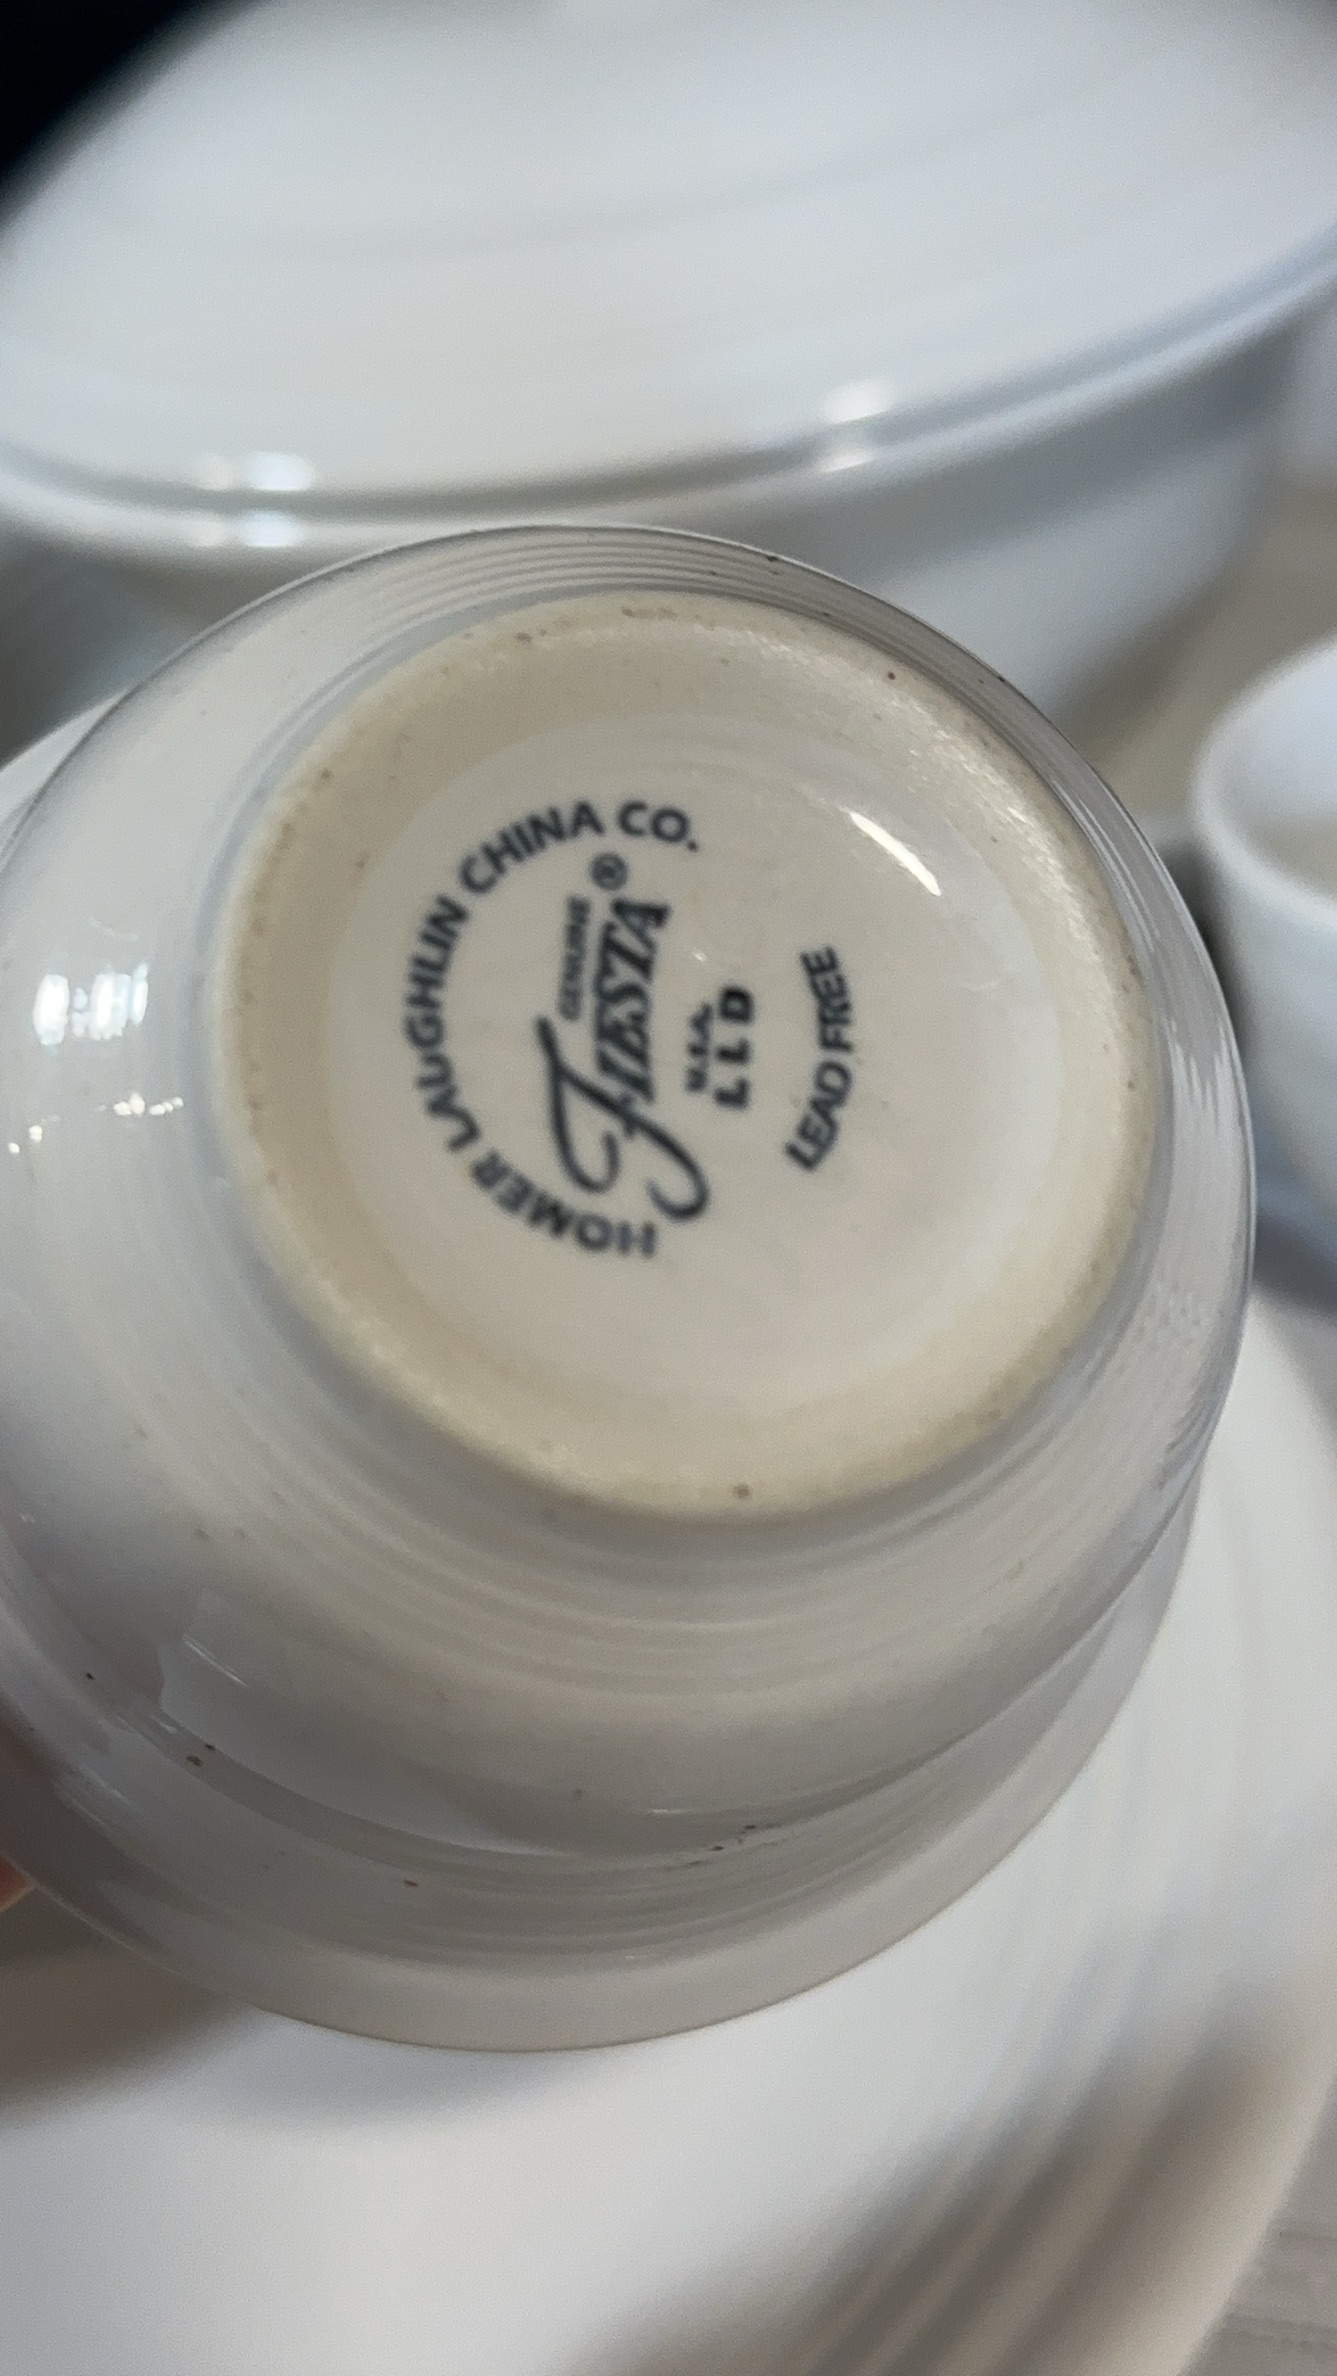 HOMER LAUGHLIN CHINA CO.
GENUINE
FIESTA®
U.S.A.
LLD
LEAD FREE